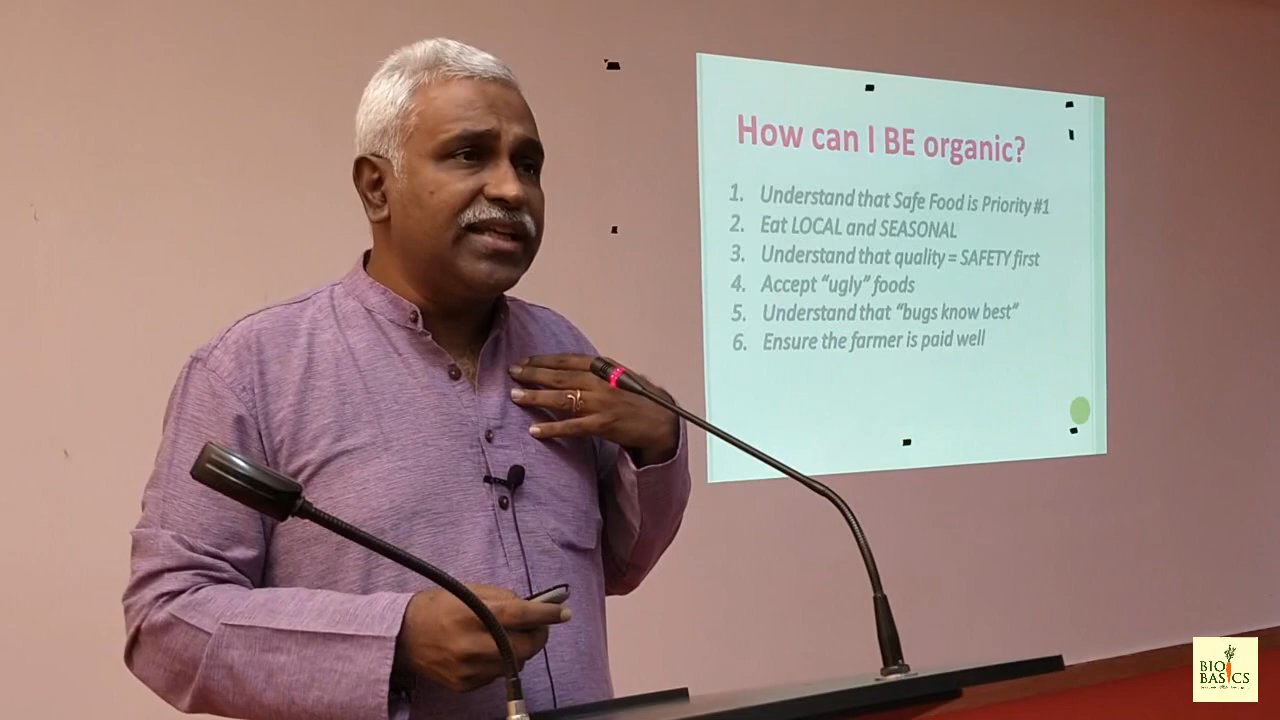 How can I BE organic?
1. Understand that Safe Food is Priority #1
2. Eat LOCAL and SEASONAL
3. Understand that quality = SAFETY first
4. Accept “ugly” foods
5. Understand that “bugs know best”
6. Ensure the farmer is paid well
BIO
BASICS